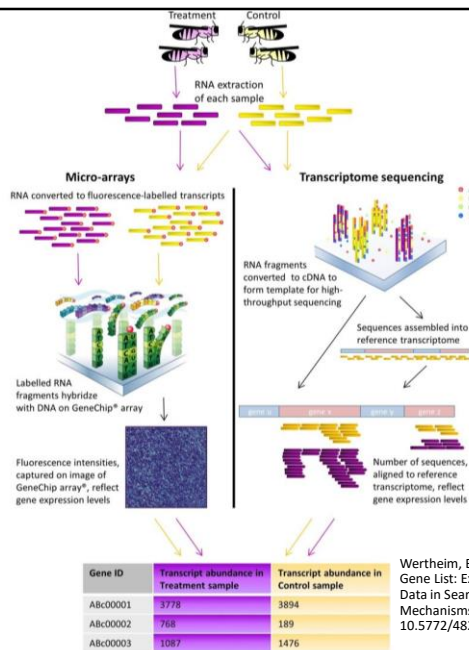 Treatment Control
RNA extraction
of each sample
Micro-arrays
RNA converted to fluorescence-labelled transcripts
Labelled RNA
fragments hybridize
with DNA on GeneChip® array
Fluorescence intensities,
captured on image of
GeneChip array®, reflect
gene expression levels
Transcriptome sequencing
RNA fragments
converted to cDNA to
form template for high-
throughput sequencing
Sequences assembled into
reference transcriptome
gene u gene x gene y gene z
Number of sequences,
aligned to reference
transcriptome, reflect
gene expression levels
Gene ID Transcript abundance in Treatment sample Transcript abundance in Control sample
ABc00001 3778 3894
ABc00002 768 189
ABc00003 1087 1476
Wertheim, B
Gene List: Ex
Data in Sear
Mechanisms
10.5772/482